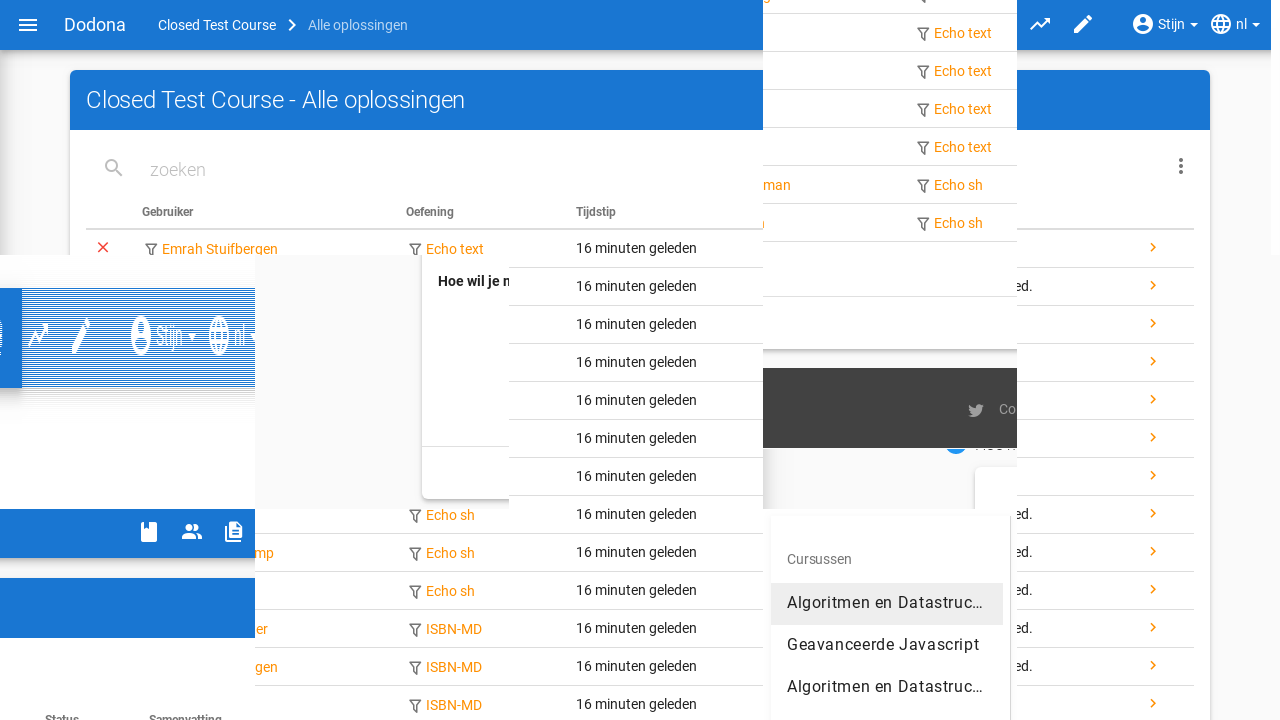 Dodona Closed Test Course Alle oplossingen Stijn nl
Echo text
Echo text
Closed Test Course - Alle oplossingen
Echo text
Echo text
zoeken
man Echo sh
Gebruiker Oefening Tijdstip
Echo sh
Emrah Stuifbergen Echo text 16 minuten geleden
Hoe wil je 16 minuten geleden ed.
Stijn nl 16 minuten geleden
16 minuten geleden
16 minuten geleden
Co
16 minuten geleden
16 minuten geleden
Echo sh 16 minuten geleden ed.
mp Echo sh 16 minuten geleden ed.
Cursussen
Echo sh 16 minuten geleden ed.
Algoritmen en Datastruc...
er ISBN-MD 16 minuten geleden ed.
Geavanceerde Javascript
gen ISBN-MD 16 minuten geleden ed.
Algoritmen en Datastruc...
ISBN-MD 16 minuten geleden
Status Samenvatting